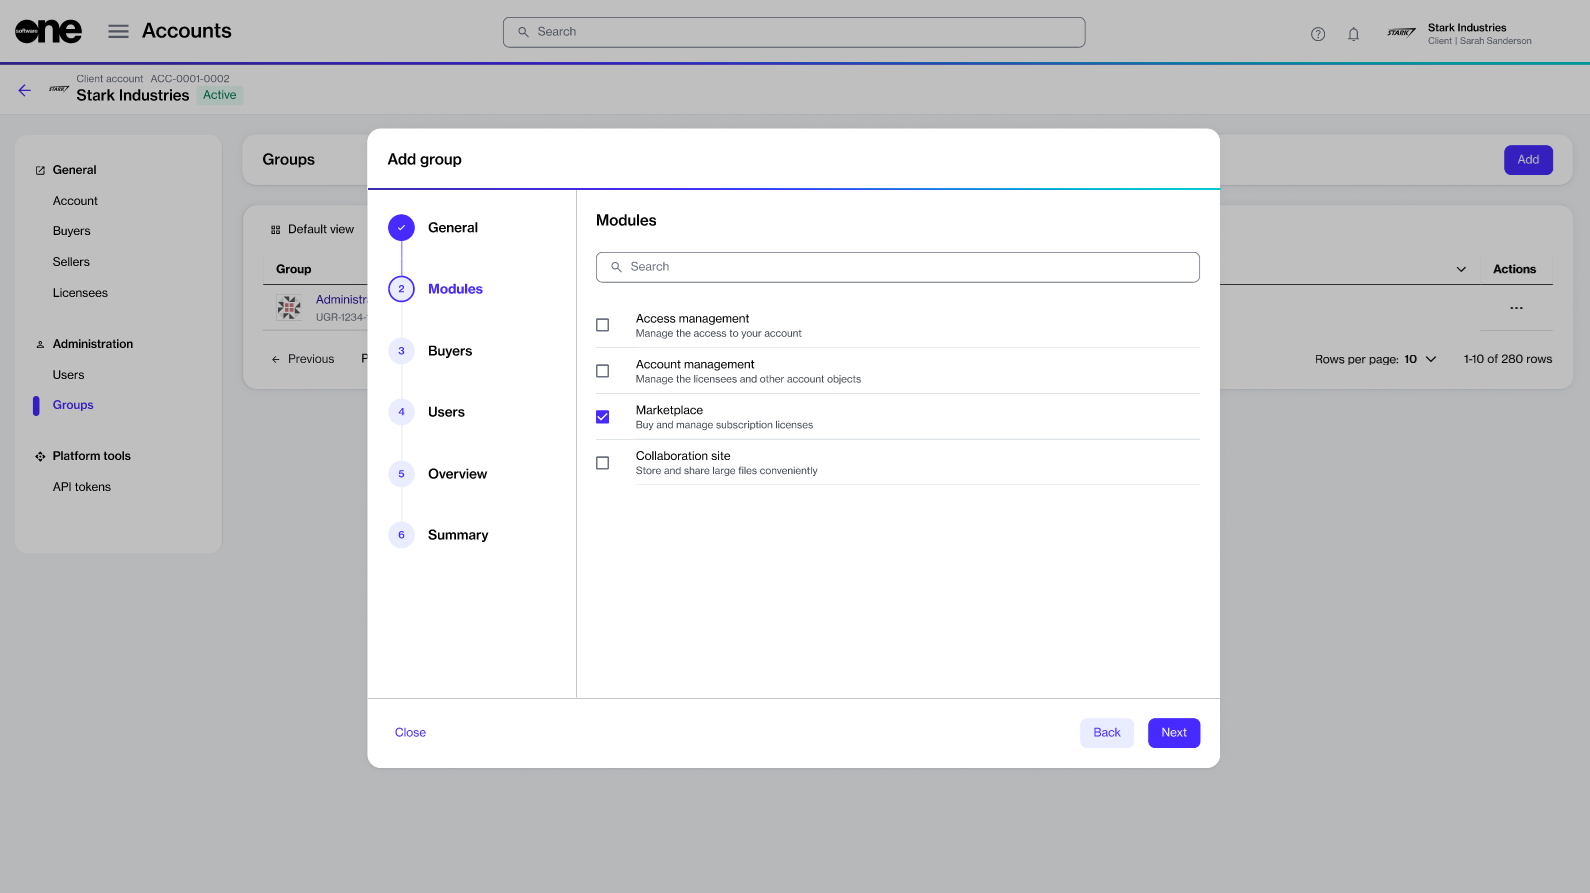 software
one
Accounts
Search
Stark Industries
Client | Sarah Sanderson
STARK
Client account ACC-0001-0002
STARK
Stark Industries
Active
General
Account
Buyers
Sellers
Licensees
Administration
Users
Groups
Platform tools
API tokens
Groups
Add
Default view
Group
Actions
Administr
UGR-1234-
Previous
P
Rows per page: 10
1-10 of 280 rows
Add group
General
2
Modules
3
Buyers
4
Users
5
Overview
6
Summary
Modules
Search
Access management
Manage the access to your account
Account management
Manage the licensees and other account objects
Marketplace
Buy and manage subscription licenses
Collaboration site
Store and share large files conveniently
Close
Back
Next